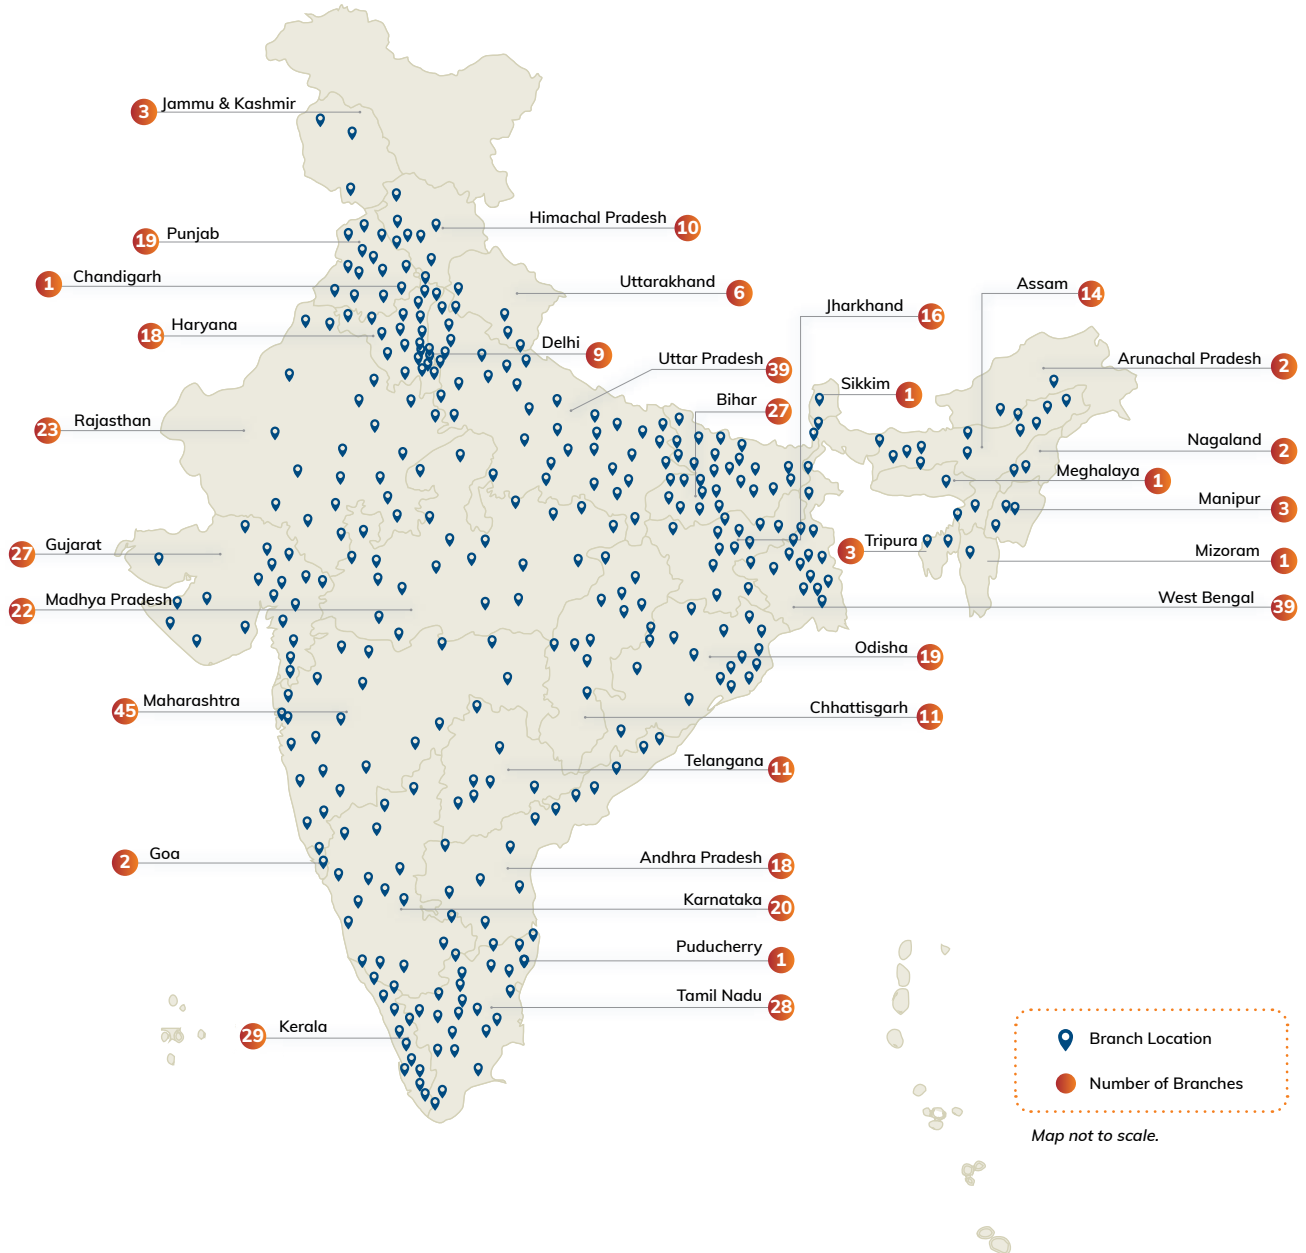 3 Jammu & Kashmir
Himachal Pradesh 10
19 Punjab
1 Chandigarh
Uttarakhand 6
Assam 14
Jharkhand 16
18 Haryana
Delhi 9
Uttar Pradesh 39
Arunachal Pradesh 2
Sikkim 1
Bihar 27
23 Rajasthan
Nagaland 2
Meghalaya 1
Manipur 3
27 Gujarat
3 Tripura
Mizoram 1
22 Madhya Pradesh
West Bengal 39
Odisha 19
45 Maharashtra
Chhattisgarh 11
Telangana 11
2 Goa
Andhra Pradesh 18
Karnataka 20
Puducherry 1
Tamil Nadu 28
29 Kerala
Branch Location
Number of Branches
Map not to scale.